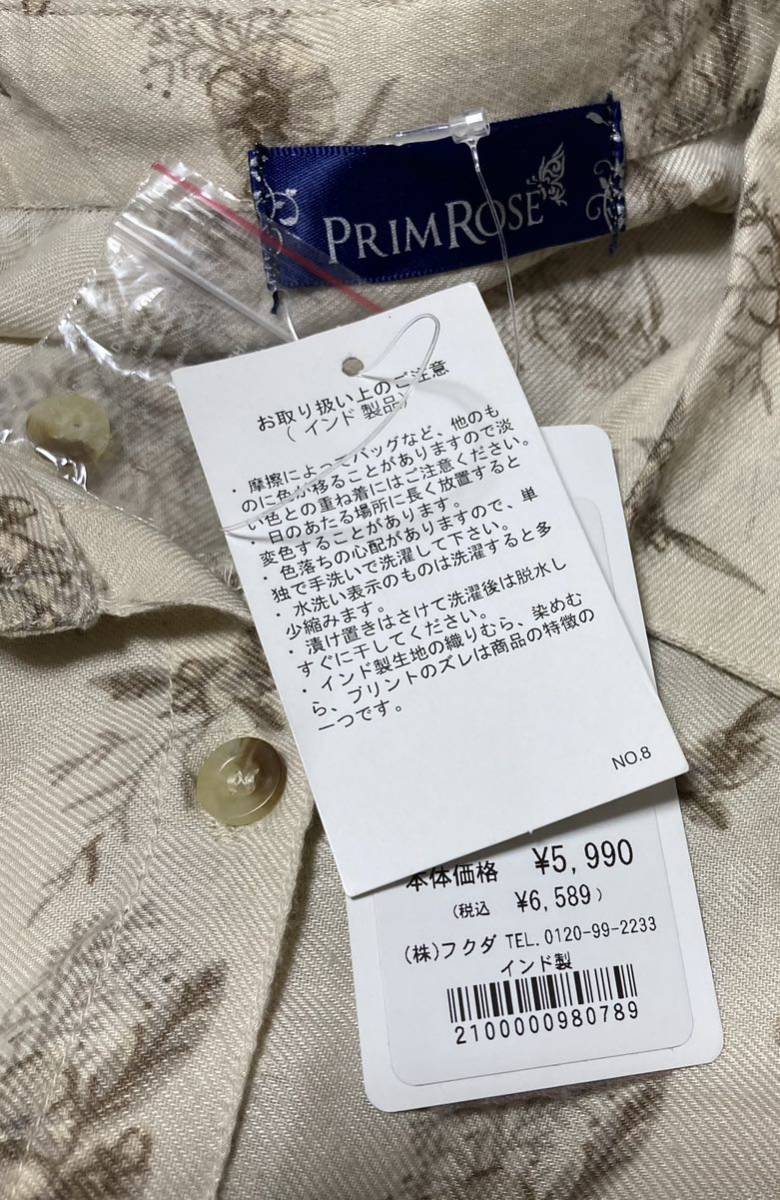 PRIMROSE
お取り扱い上のご注意
(インド製品)
・摩擦によってバッグなど、他のも
のに色が移ることがありますので淡
い色との重ね着にはご注意ください。
日のあたる場所に長く放置すると
変色することがあります。
・色落ちの心配がありますので、単
独で手洗いで洗濯して下さい。
・水洗い表示のものは洗濯すると多
少縮みます。
・漬け置きはさけて洗濯後は脱水し
すぐに干してください。
・インド製生地の織りむら、染めむ
ら、プリントのズレは商品の特徴の
一つです。
NO.8
本体価格 ¥5,990
(税込 ¥6,589)
(株)フクダ TEL.0120-99-2233
インド製
2100000980789